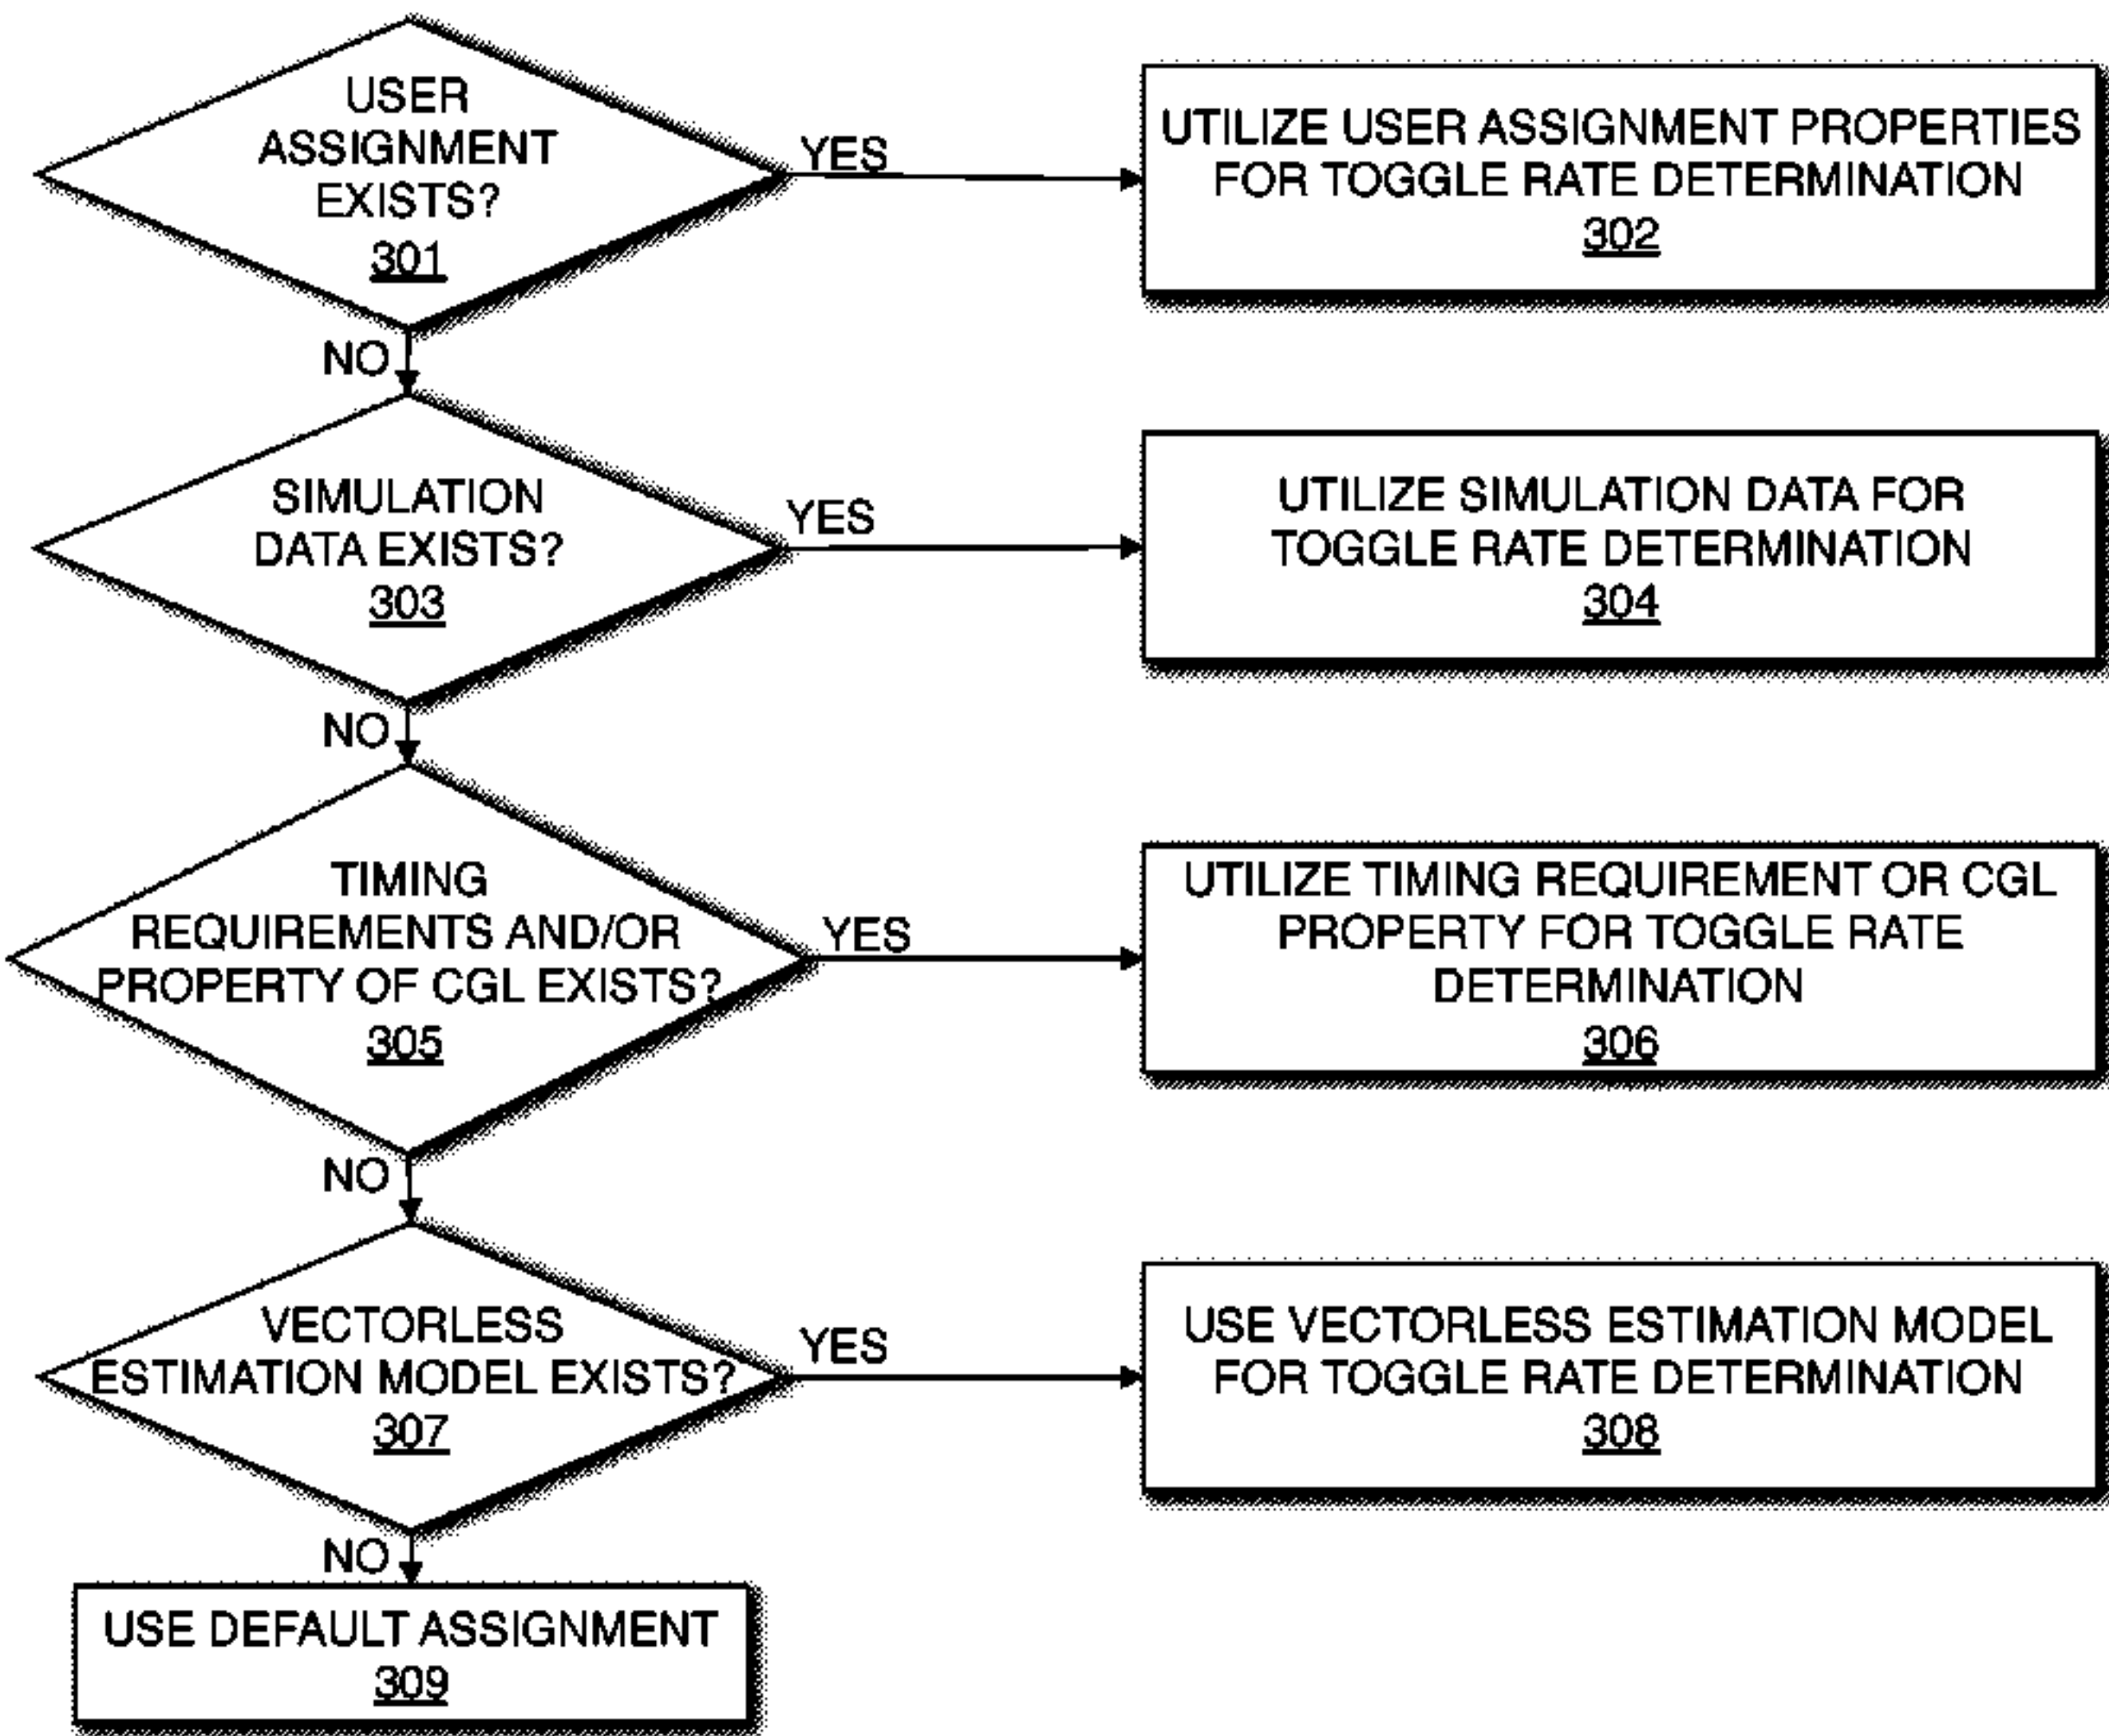 USER
ASSIGNMENT
EXISTS?
301
YES
UTILIZE USER ASSIGNMENT PROPERTIES
FOR TOGGLE RATE DETERMINATION
302
NO
SIMULATION
DATA EXISTS?
303
YES
UTILIZE SIMULATION DATA FOR
TOGGLE RATE DETERMINATION
304
NO
TIMING
REQUIREMENTS AND/OR
PROPERTY OF CGL EXISTS?
305
YES
UTILIZE TIMING REQUIREMENT OR CGL
PROPERTY FOR TOGGLE RATE
DETERMINATION
306
NO
VECTORLESS
ESTIMATION MODEL EXISTS?
307
YES
USE VECTORLESS ESTIMATION MODEL
FOR TOGGLE RATE DETERMINATION
308
NO
USE DEFAULT ASSIGNMENT
309